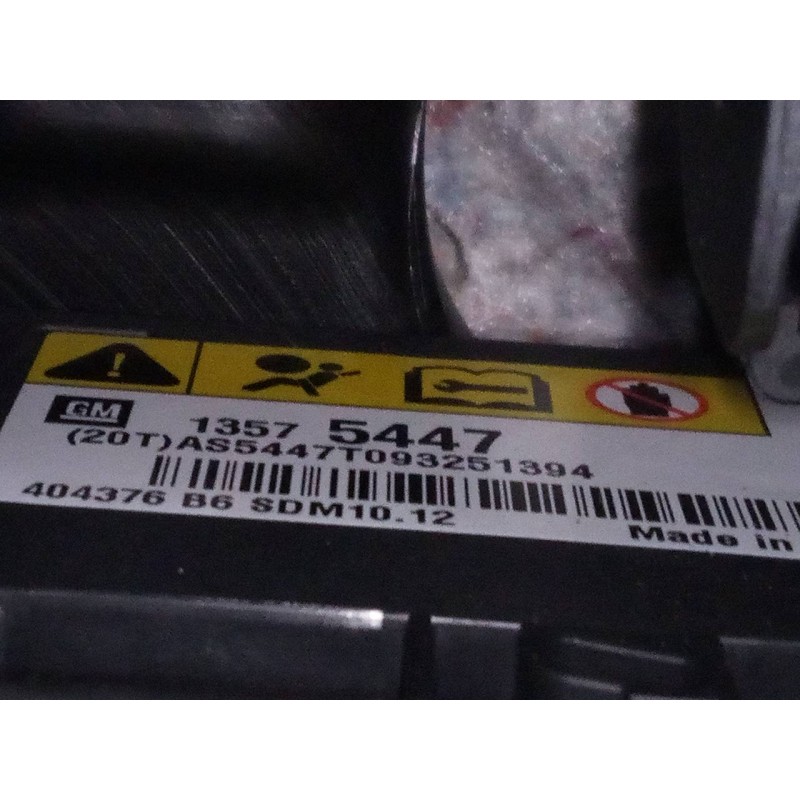 GM 1357 5447
(20T)AS5447T093251394
404376 B6 SDM10.12
Made in